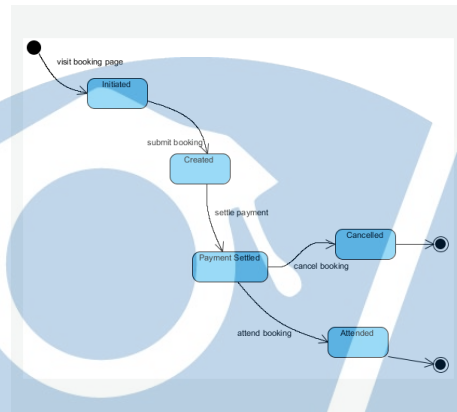 visit booking page
Initiated
submit booking
Created
settle payment
Payment Settled
Cancelled
cancel booking
attend booking
Attended